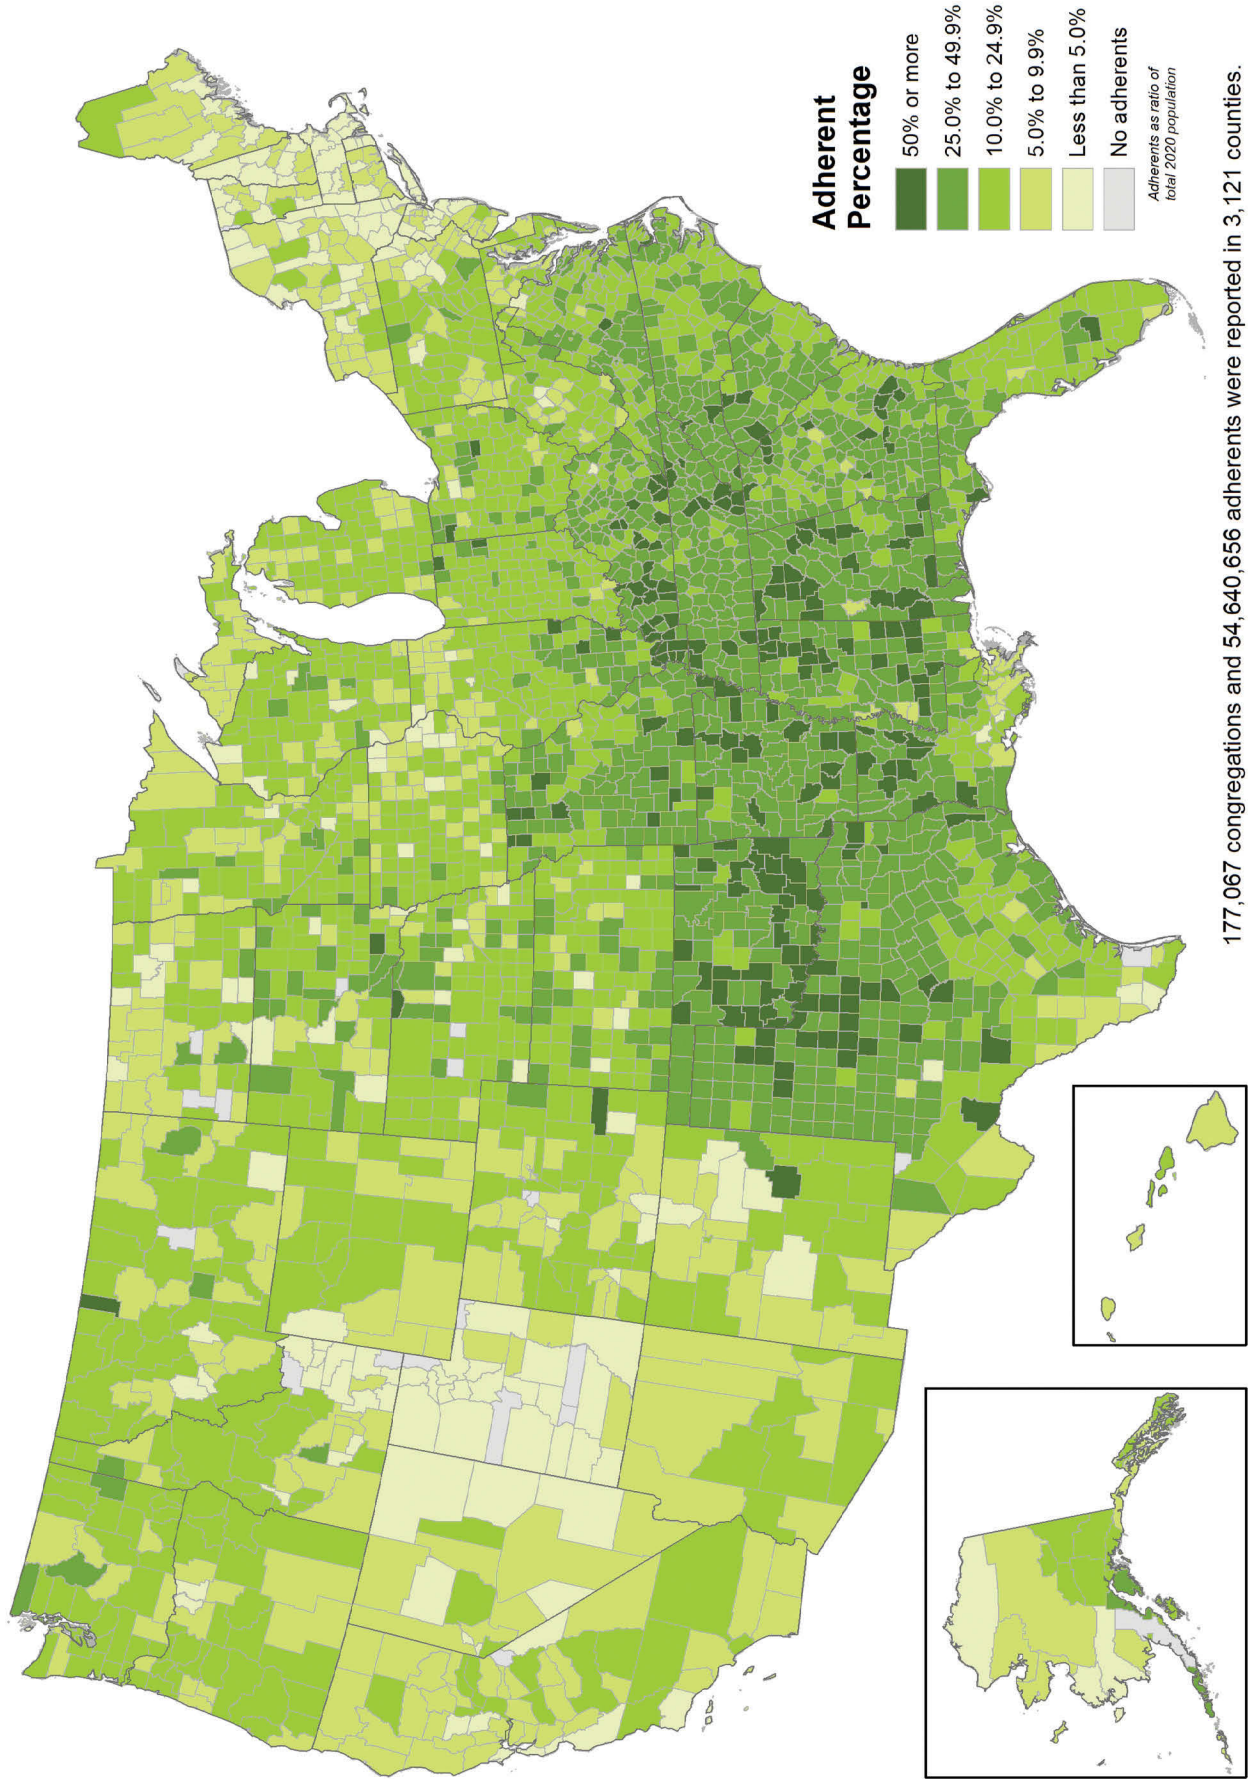 Adherent
Percentage
50% or more
25.0% to 49.9%
10.0% to 24.9%
5.0% to 9.9%
Less than 5.0%
No adherents
Adherents as ratio of
total 2020 population
177,067 congregations and 54,640,656 adherents were reported in 3,121 counties.